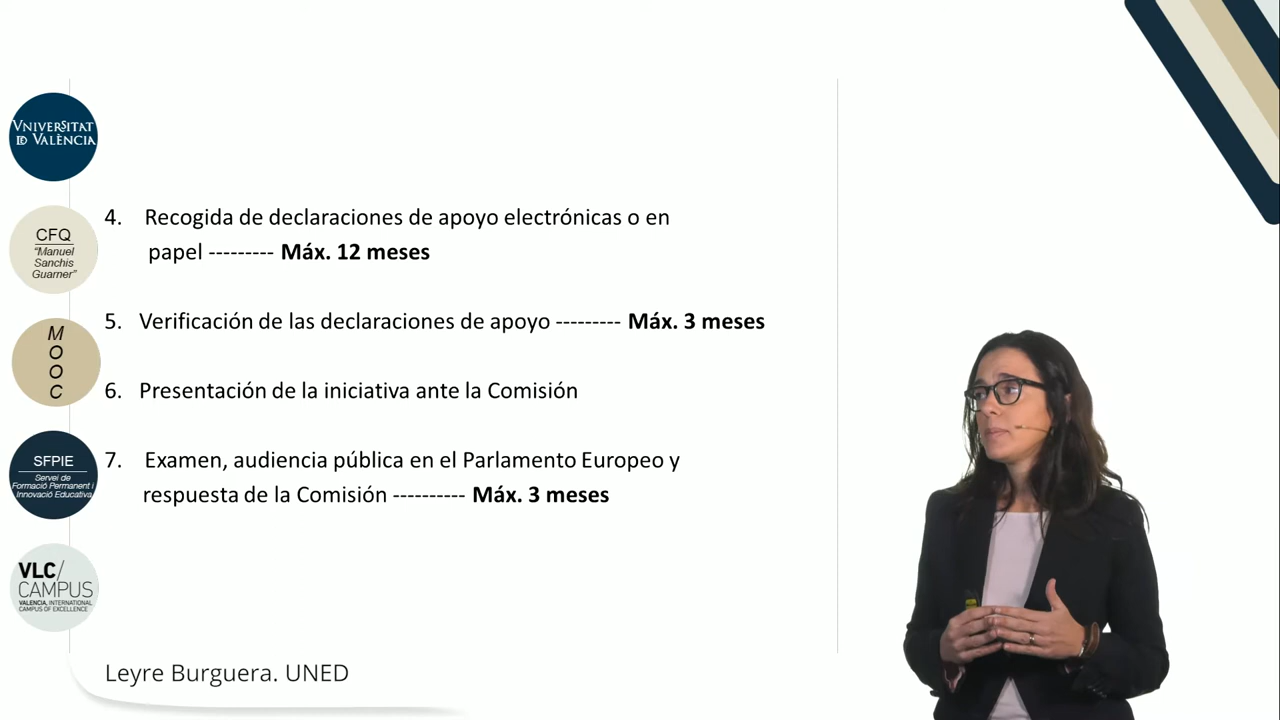 VNIVERSITAT
ID VALÈNCIA
CFQ
"Manuel
Sanchis
Guarner"
M
O
O
C
SFPIE
Servei de
Formació Permanent i
Innovació Educativa
VLC/
CAMPUS
VALENCIA, INTERNATIONAL
CAMPUS OF EXCELLENCE
4. Recogida de declaraciones de apoyo electrónicas o en
papel --------- Máx. 12 meses
5. Verificación de las declaraciones de apoyo --------- Máx. 3 meses
6. Presentación de la iniciativa ante la Comisión
7. Examen, audiencia pública en el Parlamento Europeo y
respuesta de la Comisión ---------- Máx. 3 meses
Leyre Burguera. UNED